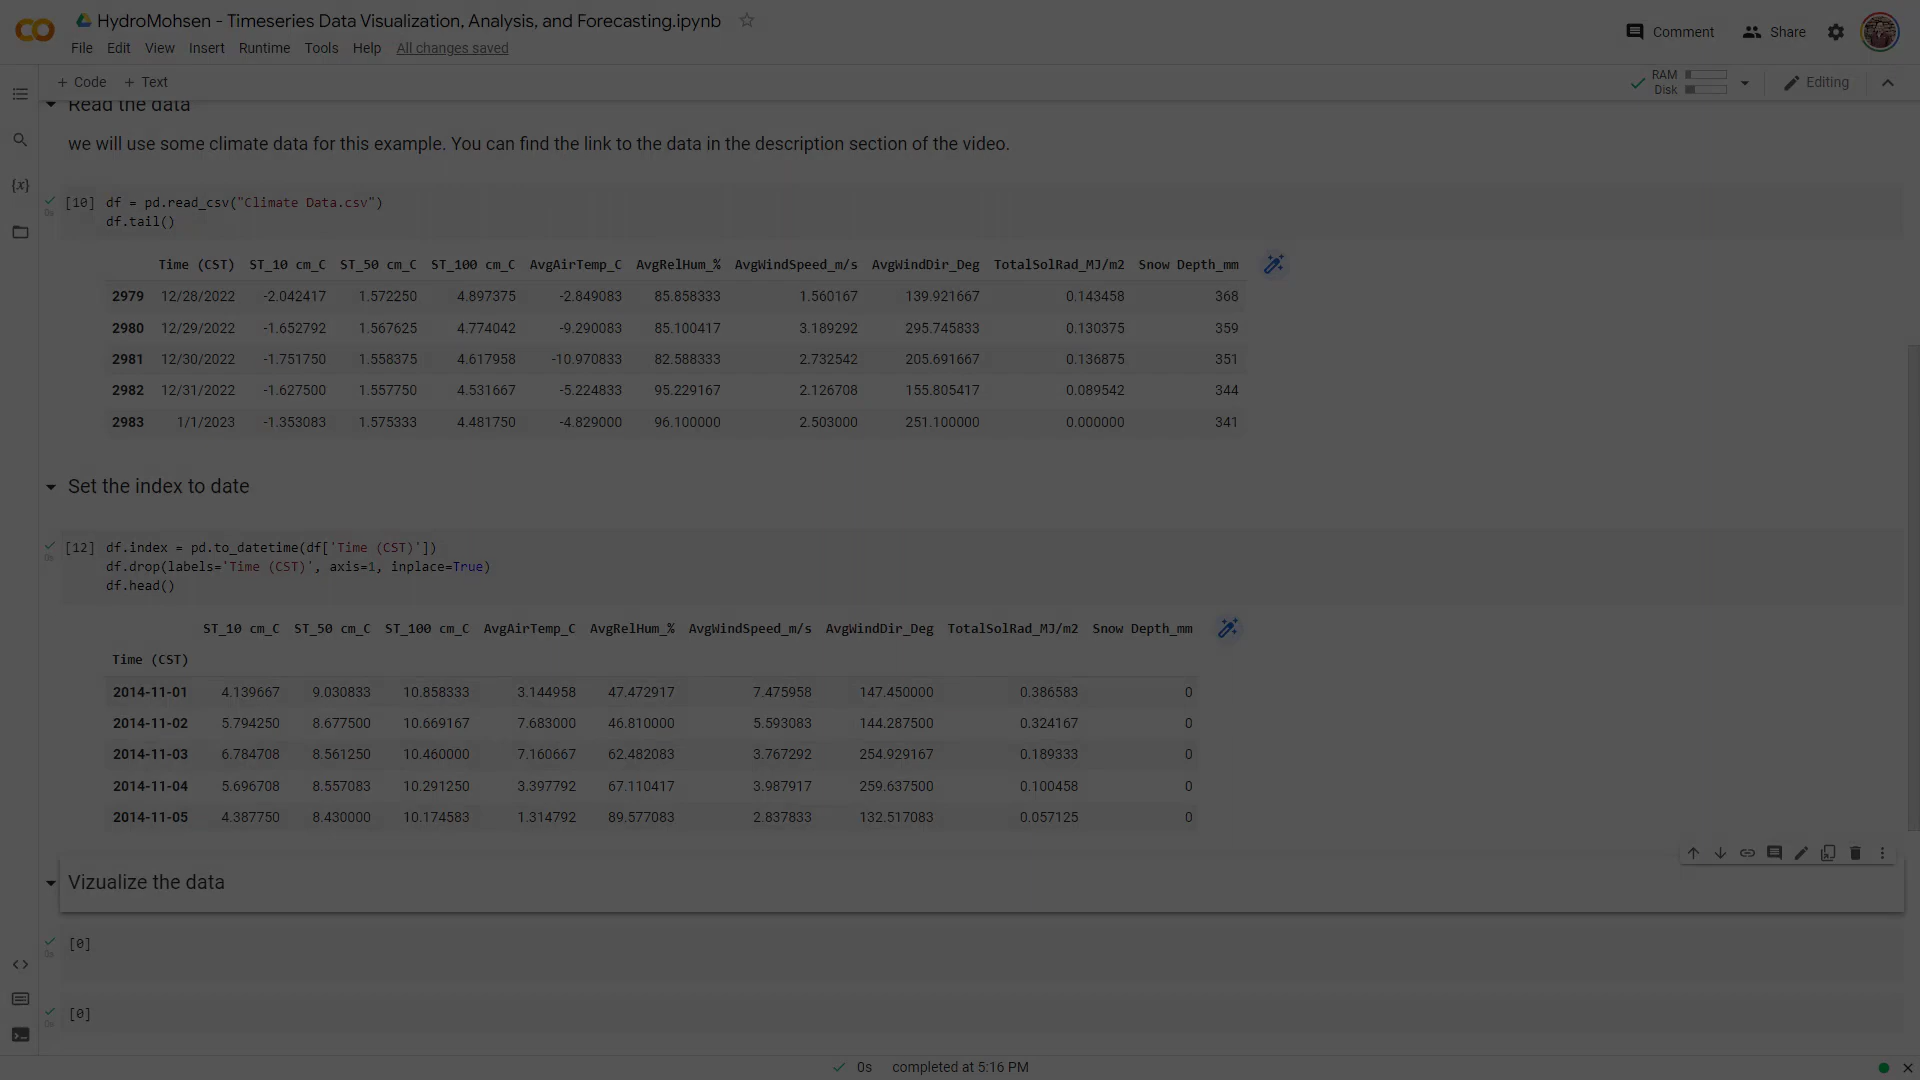 HydroMohsen - Timeseries Data Visualization, Analysis, and Forecasting.ipynb
File Edit View Insert Runtime Tools Help All changes saved
Comment Share
+ Code + Text
RAM
Disk
Editing
Read the data
we will use some climate data for this example. You can find the link to the data in the description section of the video.
[10] df = pd.read_csv("Climate Data.csv")
0s
df.tail()
Time (CST) ST_10 cm_C ST_50 cm_C ST_100 cm_C AvgAirTemp_C AvgRelHum_% AvgWindSpeed_m/s AvgWindDir_Deg TotalSolRad_MJ/m2 Snow Depth_mm
2979 12/28/2022 -2.042417 1.572250 4.897375 -2.849083 85.858333 1.560167 139.921667 0.143458 368
2980 12/29/2022 -1.652792 1.567625 4.774042 -9.290083 85.100417 3.189292 295.745833 0.130375 359
2981 12/30/2022 -1.751750 1.558375 4.617958 -10.970833 82.588333 2.732542 205.691667 0.136875 351
2982 12/31/2022 -1.627500 1.557750 4.531667 -5.224833 95.229167 2.126708 155.805417 0.089542 344
2983 1/1/2023 -1.353083 1.575333 4.481750 -4.829000 96.100000 2.503000 251.100000 0.000000 341
Set the index to date
[12] df.index = pd.to_datetime(df['Time (CST)'])
0s
df.drop(labels='Time (CST)', axis=1, inplace=True)
df.head()
ST_10 cm_C ST_50 cm_C ST_100 cm_C AvgAirTemp_C AvgRelHum_% AvgWindSpeed_m/s AvgWindDir_Deg TotalSolRad_MJ/m2 Snow Depth_mm
Time (CST)
2014-11-01 4.139667 9.030833 10.858333 3.144958 47.472917 7.475958 147.450000 0.386583 0
2014-11-02 5.794250 8.677500 10.669167 7.683000 46.810000 5.593083 144.287500 0.324167 0
2014-11-03 6.784708 8.561250 10.460000 7.160667 62.482083 3.767292 254.929167 0.189333 0
2014-11-04 5.696708 8.557083 10.291250 3.397792 67.110417 3.987917 259.637500 0.100458 0
2014-11-05 4.387750 8.430000 10.174583 1.314792 89.577083 2.837833 132.517083 0.057125 0
Vizualize the data
[0]
[0]
0s completed at 5:16 PM